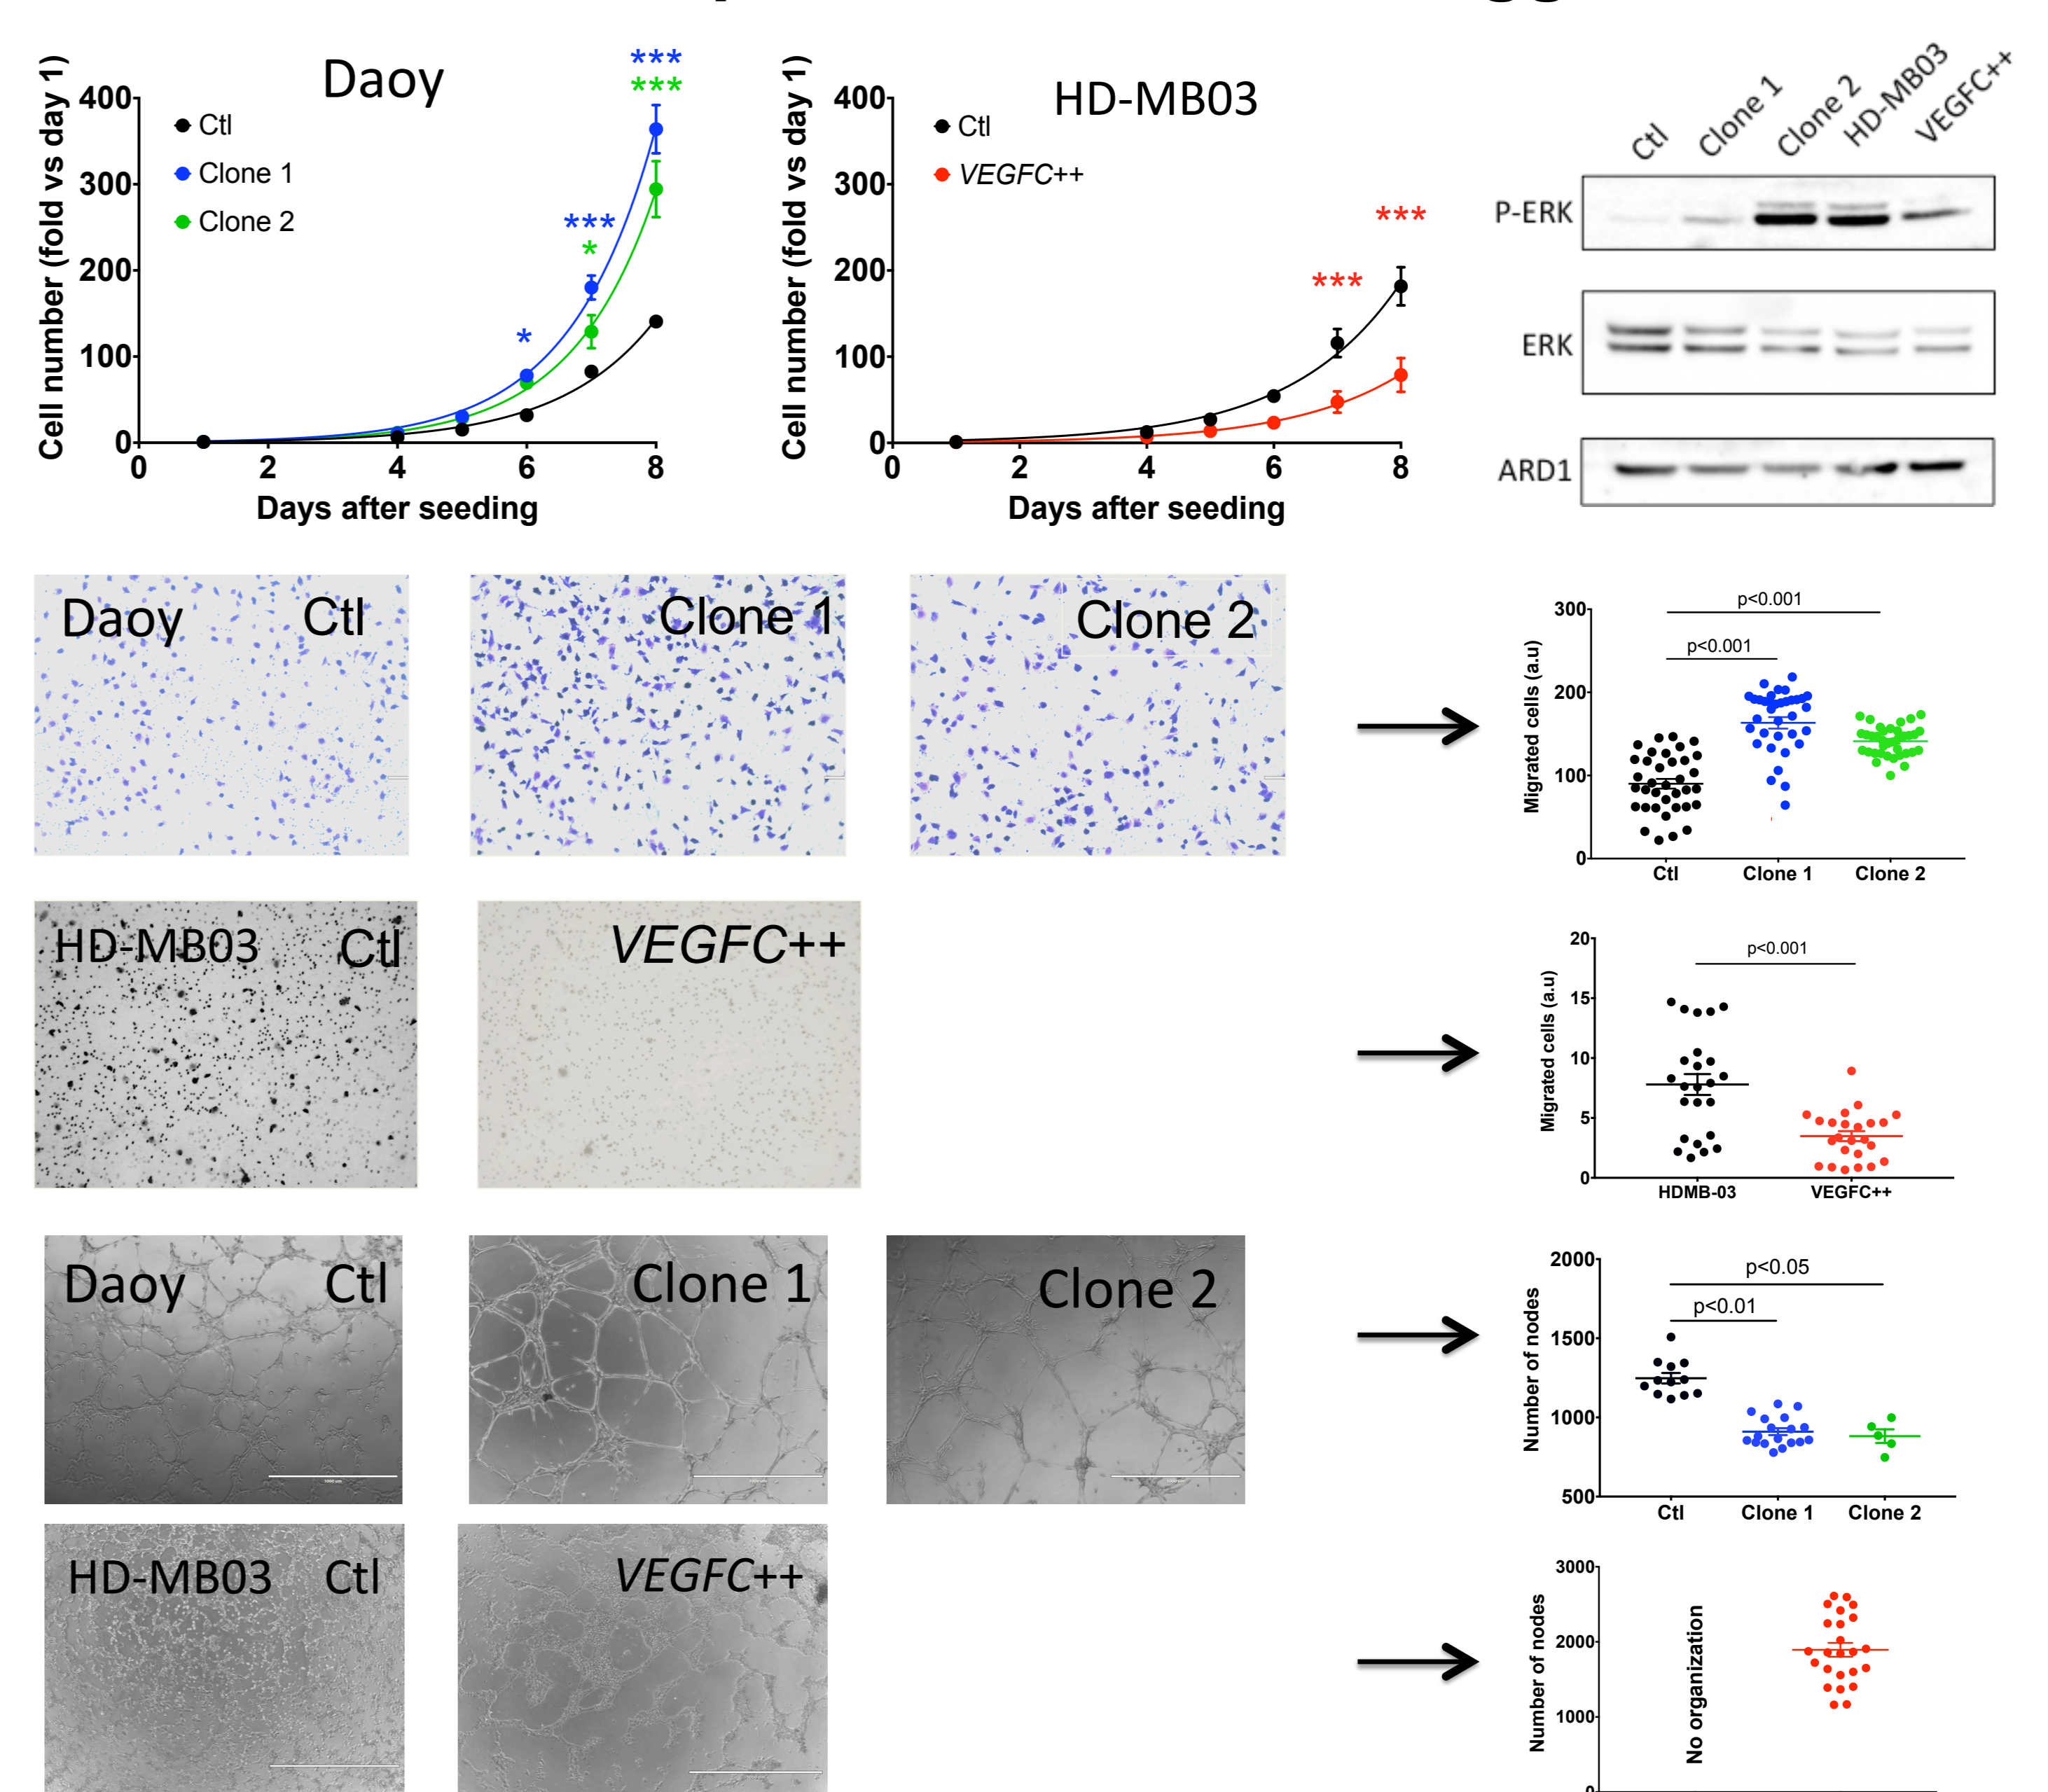 Daoy
Cell number (fold vs day 1)
400
300
200
100
0
Ctl
Clone 1
Clone 2
***
***
***
*
*
0 2 4 6 8
Days after seeding
HD-MB03
Cell number (fold vs day 1)
400
300
200
100
0
Ctl
VEGFC++
***
***
0 2 4 6 8
Days after seeding
Ctl
Clone 1
Clone 2
HD-MB03
VEGFC++
P-ERK
ERK
ARD1
Daoy Ctl
Clone 1
Clone 2
Migrated cells (a.u)
300
200
100
0
p<0.001
p<0.001
Ctl Clone 1 Clone 2
HD-MB03 Ctl
VEGFC++
Migrated cells (a.u)
20
15
10
5
0
p<0.001
HDMB-03 VEGFC++
Daoy Ctl
Clone 1
Clone 2
Number of nodes
2000
1500
1000
500
p<0.05
p<0.01
Ctl Clone 1 Clone 2
HD-MB03 Ctl
VEGFC++
Number of nodes
3000
2000
1000
0
No organization